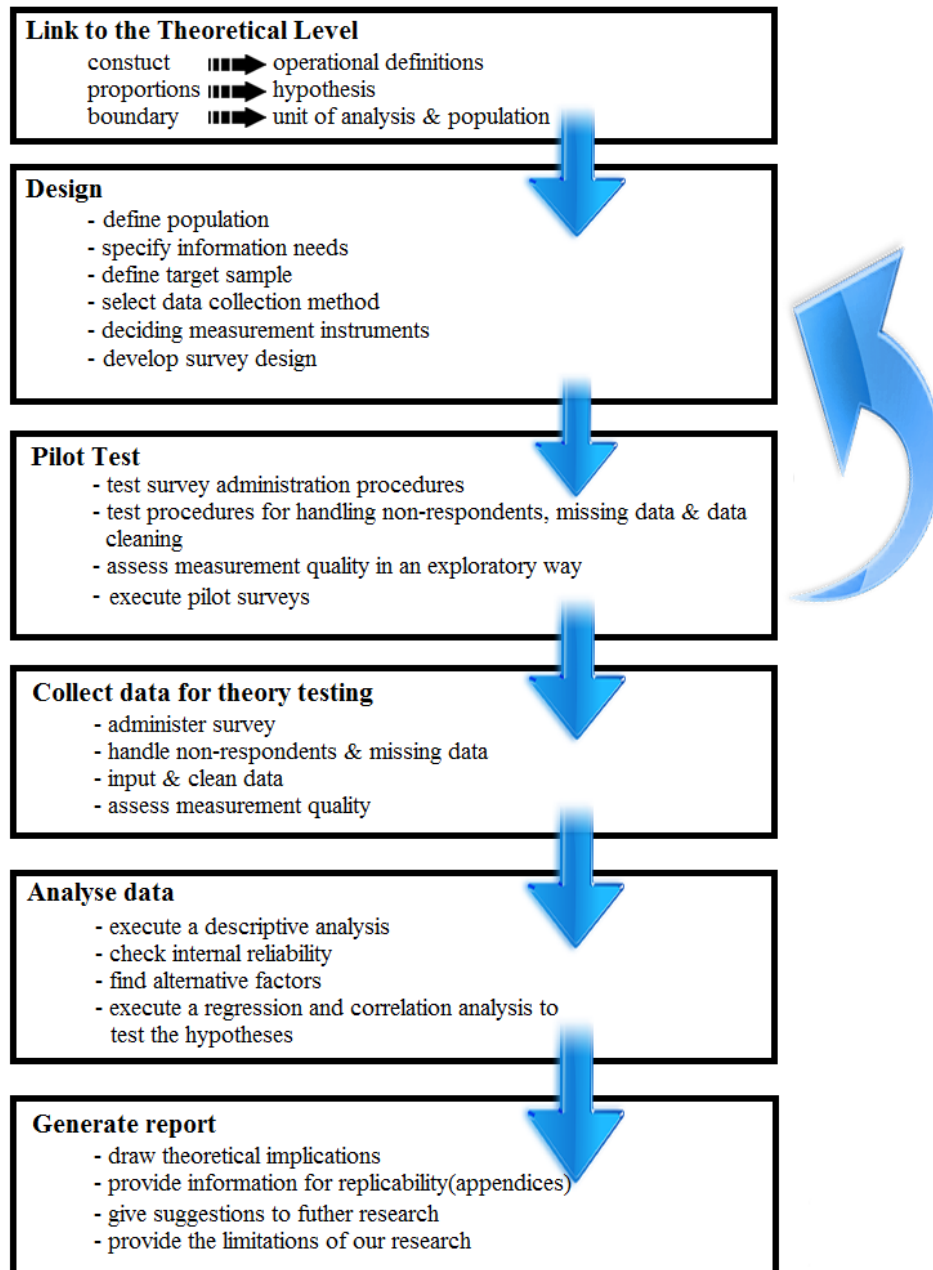 Link to the Theoretical Level
constuct operational definitions
proportions hypothesis
boundary unit of analysis & population
Design
- define population
- specify information needs
- define target sample
- select data collection method
- deciding measurement instruments
- develop survey design
Pilot Test
- test survey administration procedures
- test procedures for handling non-respondents, missing data & data
cleaning
- assess measurement quality in an exploratory way
- execute pilot surveys
Collect data for theory testing
- administer survey
- handle non-respondents & missing data
- input & clean data
- assess measurement quality
Analyse data
- execute a descriptive analysis
- check internal reliability
- find alternative factors
- execute a regression and correlation analysis to
test the hypotheses
Generate report
- draw theoretical implications
- provide information for replicability(appendices)
- give suggestions to futher research
- provide the limitations of our research